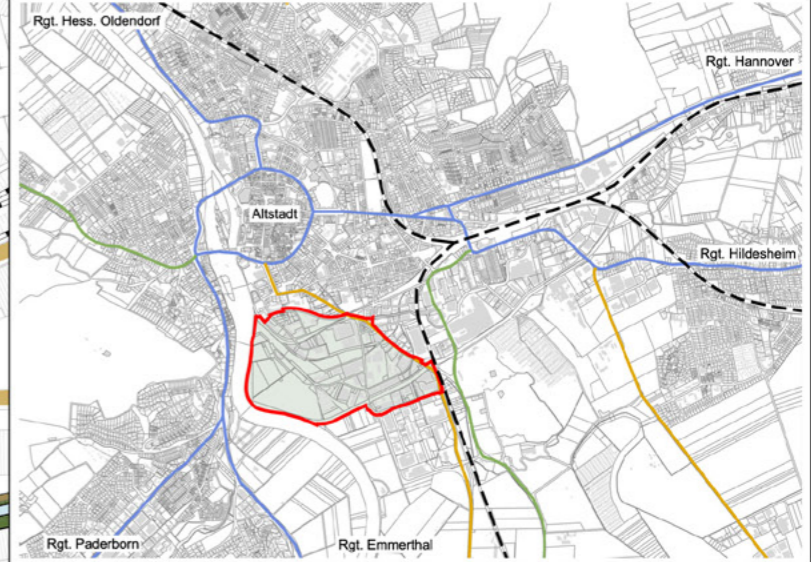 Rgt. Hess. Oldendorf
Rgt. Hannover
Altstadt
Rgt. Hildesheim
Rgt. Paderborn
Rgt. Emmerthal